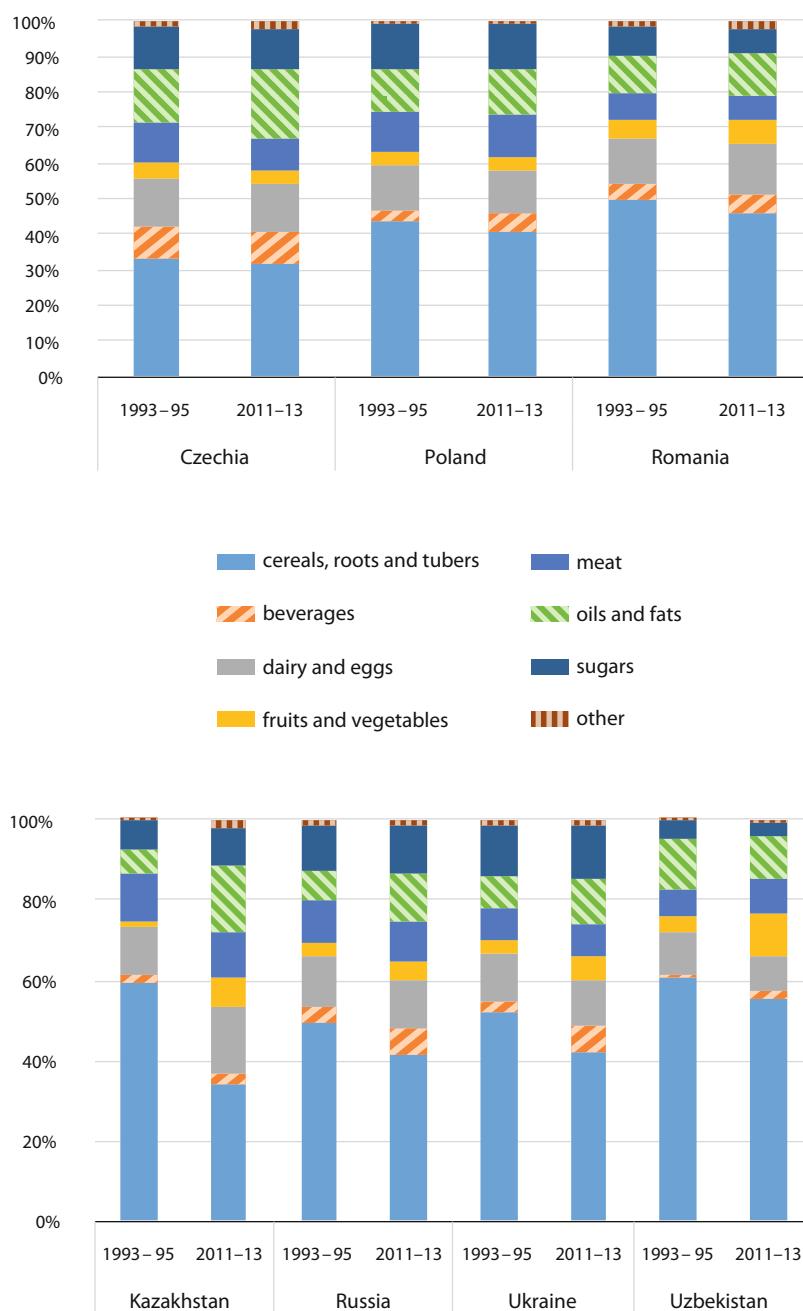 100%
90%
80%
70%
60%
50%
40%
30%
20%
10%
0%
1993–95 2011–13 1993–95 2011–13 1993–95 2011–13
Czechia Poland Romania
cereals, roots and tubers meat
beverages oils and fats
dairy and eggs sugars
fruits and vegetables other
100%
80%
60%
40%
20%
0%
1993–95 2011–13 1993–95 2011–13 1993–95 2011–13 1993–95 2011–13
Kazakhstan Russia Ukraine Uzbekistan